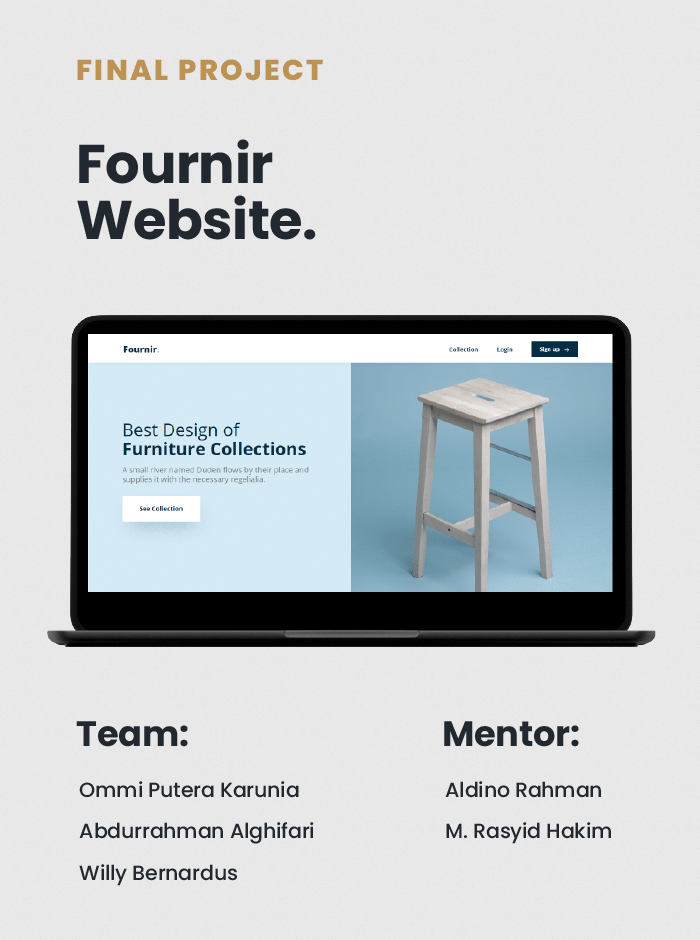 FINAL PROJECT
Fournir
Website.
Fournir.
Collection
Login
Sign up →
Best Design of
Furniture Collections
A small river named Duden flows by their place and
supplies it with the necessary regelialia.
See Collection
Team:
Ommi Putera Karunia
Abdurrahman Alghifari
Willy Bernardus
Mentor:
Aldino Rahman
M. Rasyid Hakim